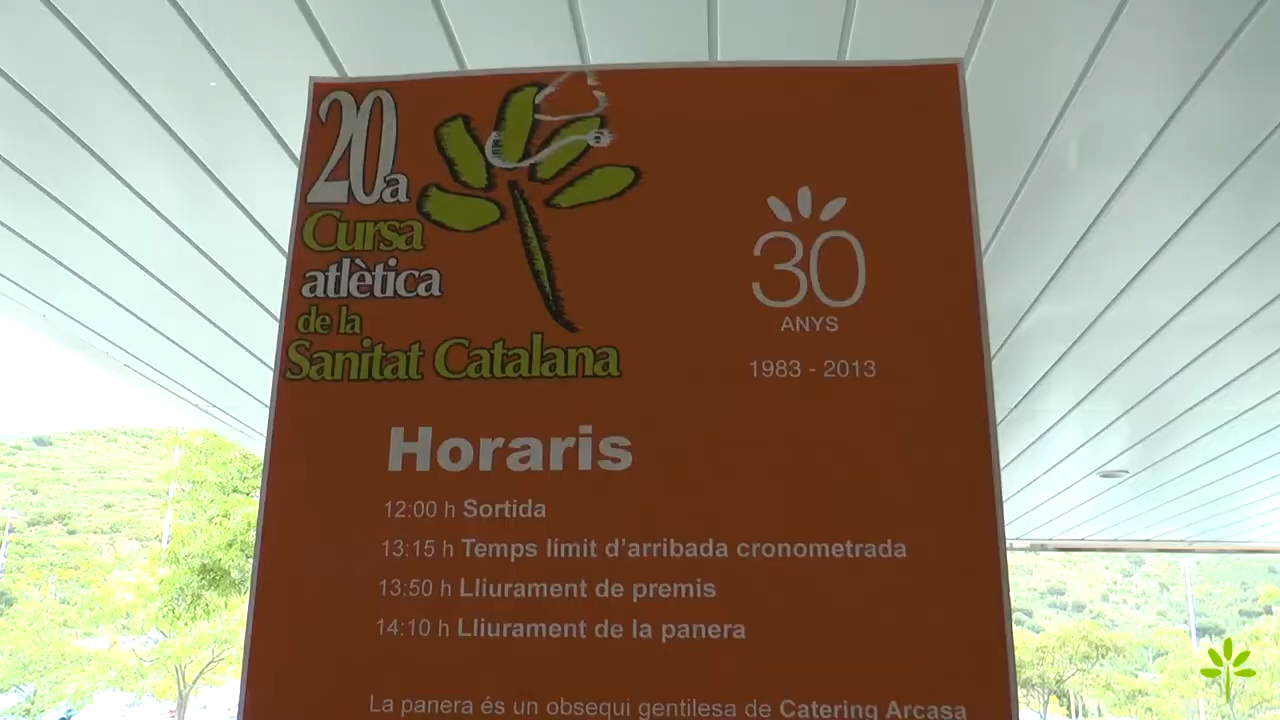 20a
Cursa
atlètica
de la
Sanitat Catalana
30
ANYS
1983 - 2013
Horaris
12:00 h Sortida
13:15 h Temps límit d'arribada cronometrada
13:50 h Lliurament de premis
14:10 h Lliurament de la panera
La panera és un obsequi gentilesa de Catering Arcasa